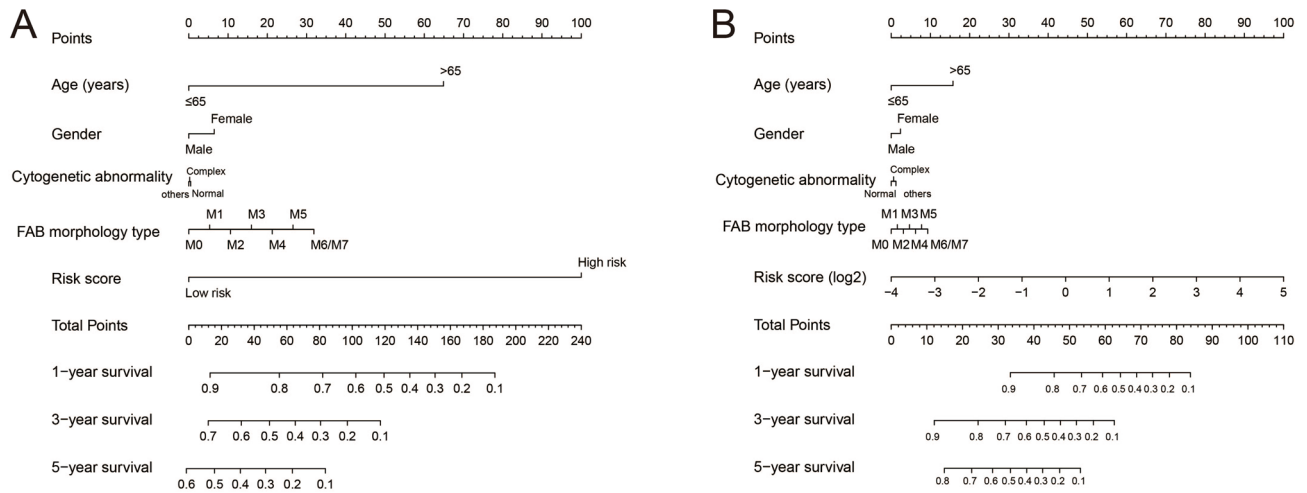 A
Points
0 10 20 30 40 50 60 70 80 90 100
Age (years)
>65
≤65
Gender
Female
Male
Cytogenetic abnormality
Complex
others Normal
FAB morphology type
M1 M3 M5
M0 M2 M4 M6/M7
Risk score
High risk
Low risk
Total Points
0 20 40 60 80 100 120 140 160 180 200 220 240
1−year survival
0.9 0.8 0.7 0.6 0.5 0.4 0.3 0.2 0.1
3−year survival
0.7 0.6 0.5 0.4 0.3 0.2 0.1
5−year survival
0.6 0.5 0.4 0.3 0.2 0.1
B
Points
0 10 20 30 40 50 60 70 80 90 100
Age (years)
>65
≤65
Gender
Female
Male
Cytogenetic abnormality
Complex
Normal others
FAB morphology type
M1 M3 M5
M0 M2 M4 M6/M7
Risk score (log2)
−4 −3 −2 −1 0 1 2 3 4 5
Total Points
0 10 20 30 40 50 60 70 80 90 100 110
1−year survival
0.9 0.8 0.7 0.6 0.5 0.4 0.3 0.2 0.1
3−year survival
0.9 0.8 0.7 0.6 0.5 0.4 0.3 0.2 0.1
5−year survival
0.8 0.7 0.6 0.5 0.4 0.3 0.2 0.1